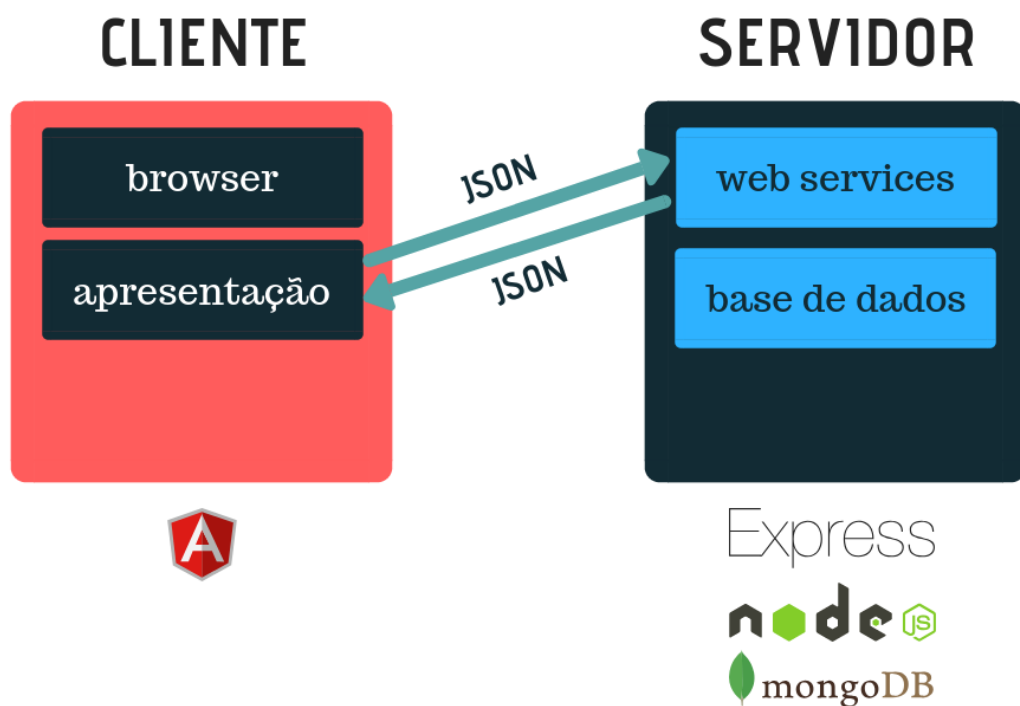 CLIENTE
SERVIDOR
browser
apresentação
JSON
JSON
web services
base de dados
A
Express
node JS
mongoDB